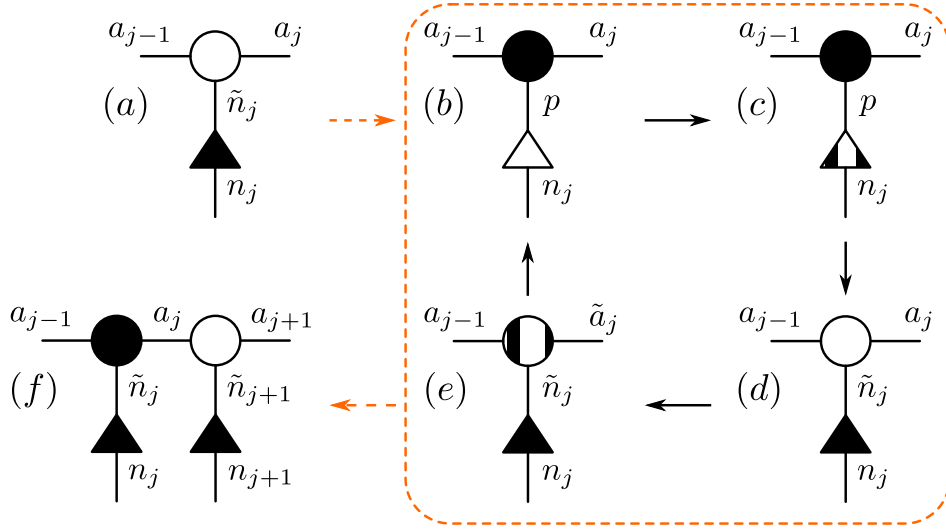 a_{j-1} a_j
(a) ñ_j
n_j
a_{j-1} a_j
(b) p
n_j
a_{j-1} a_j
(c) p
n_j
a_{j-1} a_j a_{j+1}
(f) ñ_j ñ_{j+1}
n_j n_{j+1}
a_{j-1} ã_j
(e) ñ_j
n_j
a_{j-1} a_j
(d) ñ_j
n_j